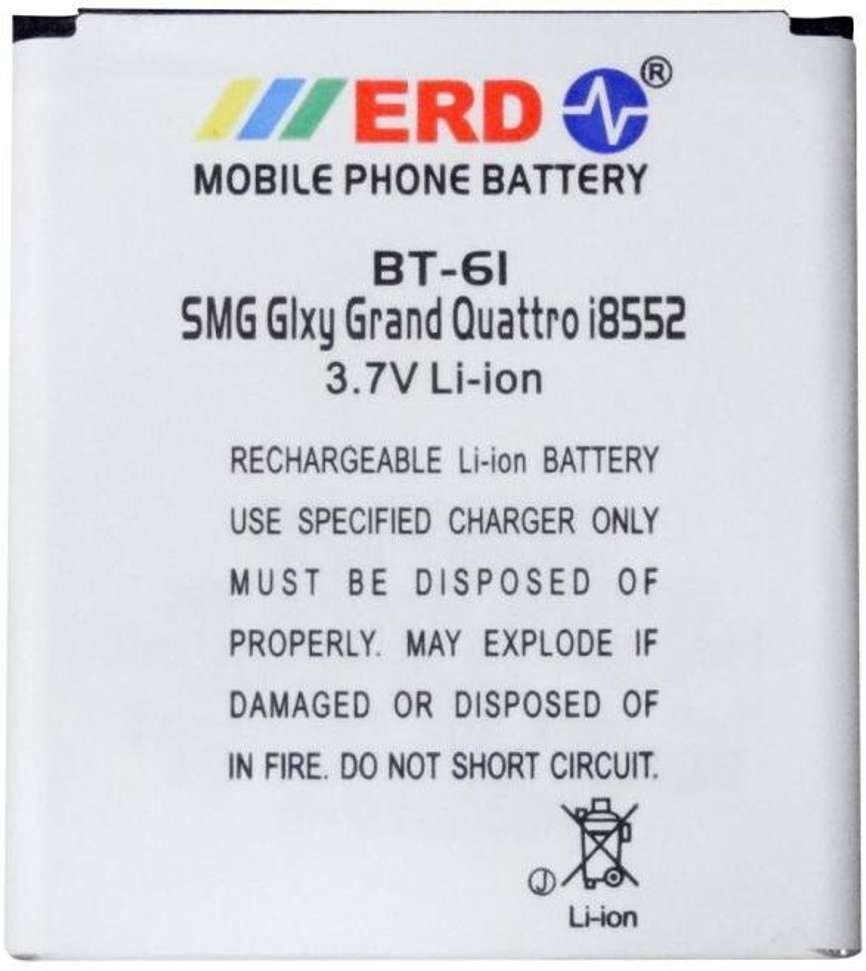 ERD ®
MOBILE PHONE BATTERY
BT-61
SMG Glxy Grand Quattro i8552
3.7V Li-ion
RECHARGEABLE Li-ion BATTERY
USE SPECIFIED CHARGER ONLY
MUST BE DISPOSED OF
PROPERLY. MAY EXPLODE IF
DAMAGED OR DISPOSED OF
IN FIRE. DO NOT SHORT CIRCUIT.
J
Li-ion